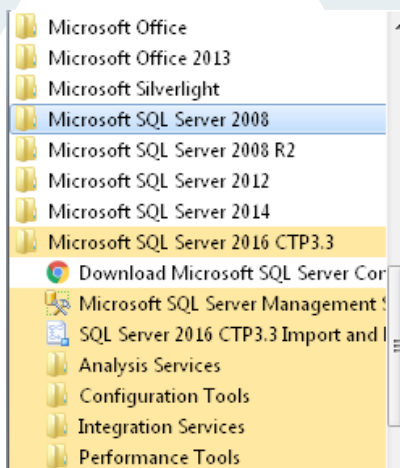 Microsoft Office
Microsoft Office 2013
Microsoft Silverlight
Microsoft SQL Server 2008
Microsoft SQL Server 2008 R2
Microsoft SQL Server 2012
Microsoft SQL Server 2014
Microsoft SQL Server 2016 CTP3.3
Download Microsoft SQL Server
Microsoft SQL Server Management
SQL Server 2016 CTP3.3 Import and
Analysis Services
Configuration Tools
Integration Services
Performance Tools